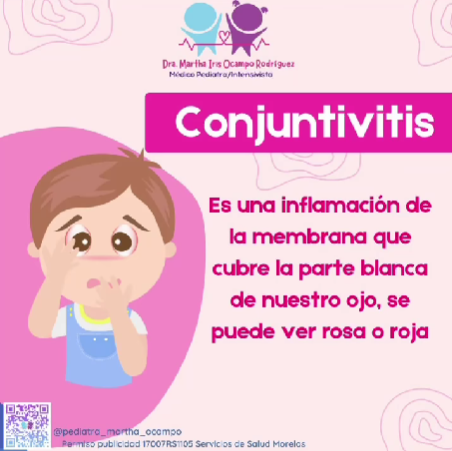 Dra. Martha Iris Ocampo Rodríguez
Médico Pediatra/Intensivista
Conjuntivitis
Es una inflamación de
la membrana que
cubre la parte blanca
de nuestro ojo, se
puede ver rosa o roja
@pediatra_martha_ocampo
Permiso publicidad 17007RS1105 Servicios de Salud Morelos